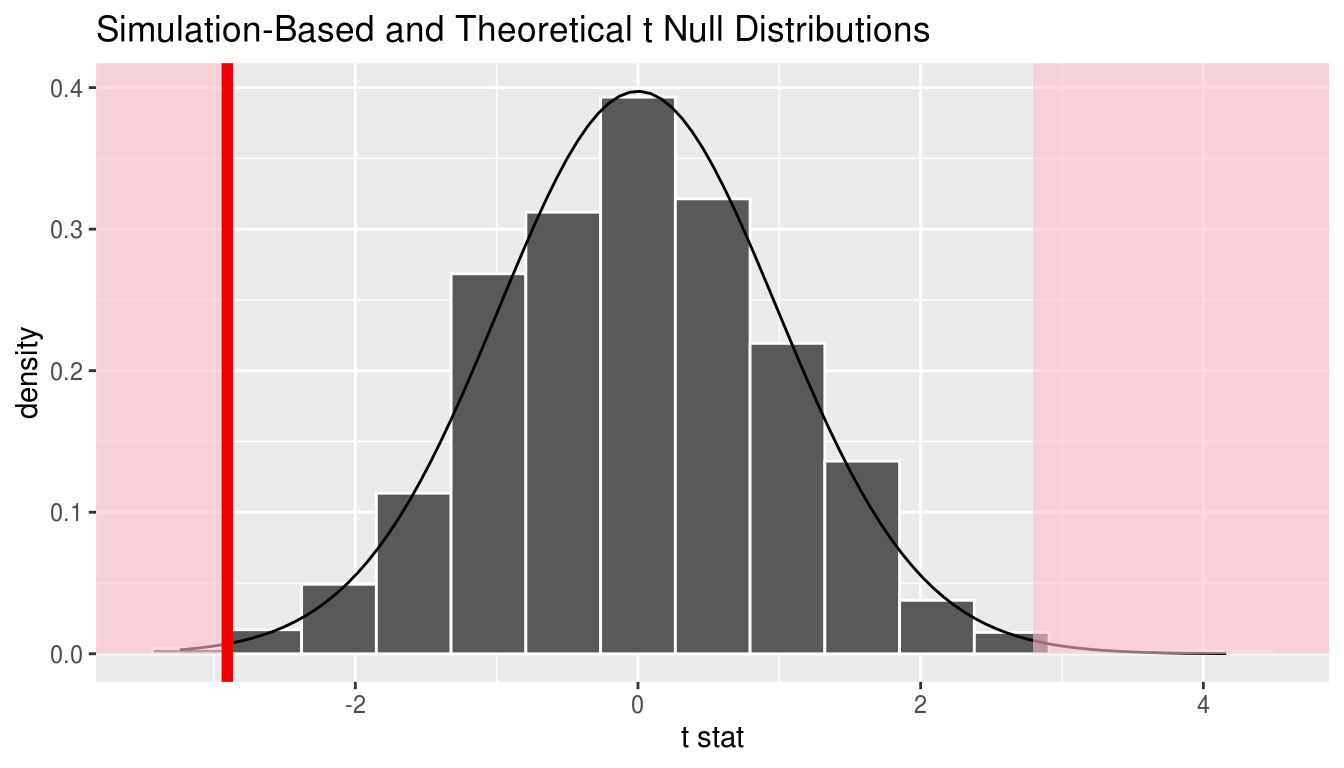 Simulation-Based and Theoretical t Null Distributions
0.4
0.3
0.2
0.1
0.0
density
-2 0 2 4
t stat